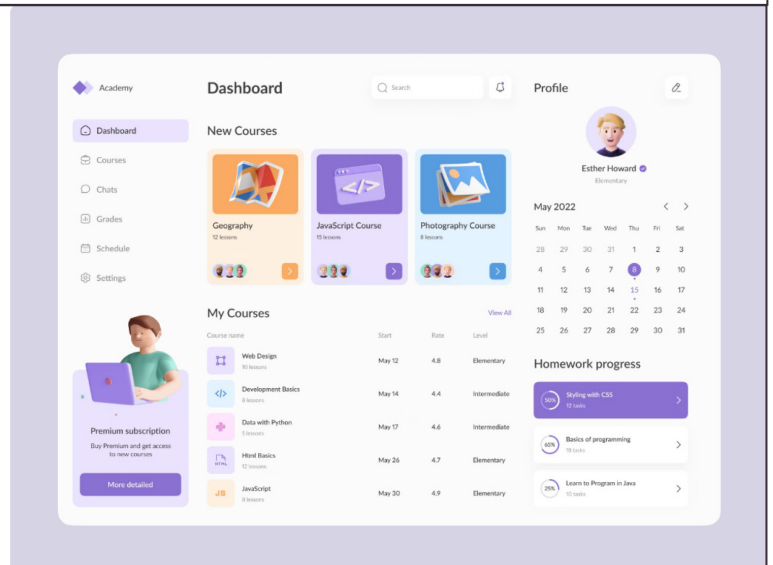 Academy
Dashboard
Courses
Chats
Grades
Schedule
Settings
Premium subscription
Buy Premium and get access
to new courses
More detailed
Dashboard
Search
New Courses
Geography
12 lessons
JavaScript Course
15 lessons
Photography Course
8 lessons
My Courses
View All
Course name Start Rate Level
Web Design
10 lessons
May 12 4.8 Elementary
Development Basics
8 lessons
May 14 4.4 Intermediate
Data with Python
5 lessons
May 17 4.6 Intermediate
HTML
Html Basics
12 lessons
May 26 4.7 Elementary
JS
JavaScript
8 lessons
May 30 4.9 Elementary
Profile
Esther Howard
Elementary
May 2022
Sun Mon Tue Wed Thu Fri Sat
28 29 30 31 1 2 3
4 5 6 7 8 9 10
11 12 13 14 15 16 17
18 19 20 21 22 23 24
25 26 27 28 29 30 31
Homework progress
50%
Styling with CSS
tasks
65%
Basics of programming
tasks
25%
Learn to Program in Java
10 tasks